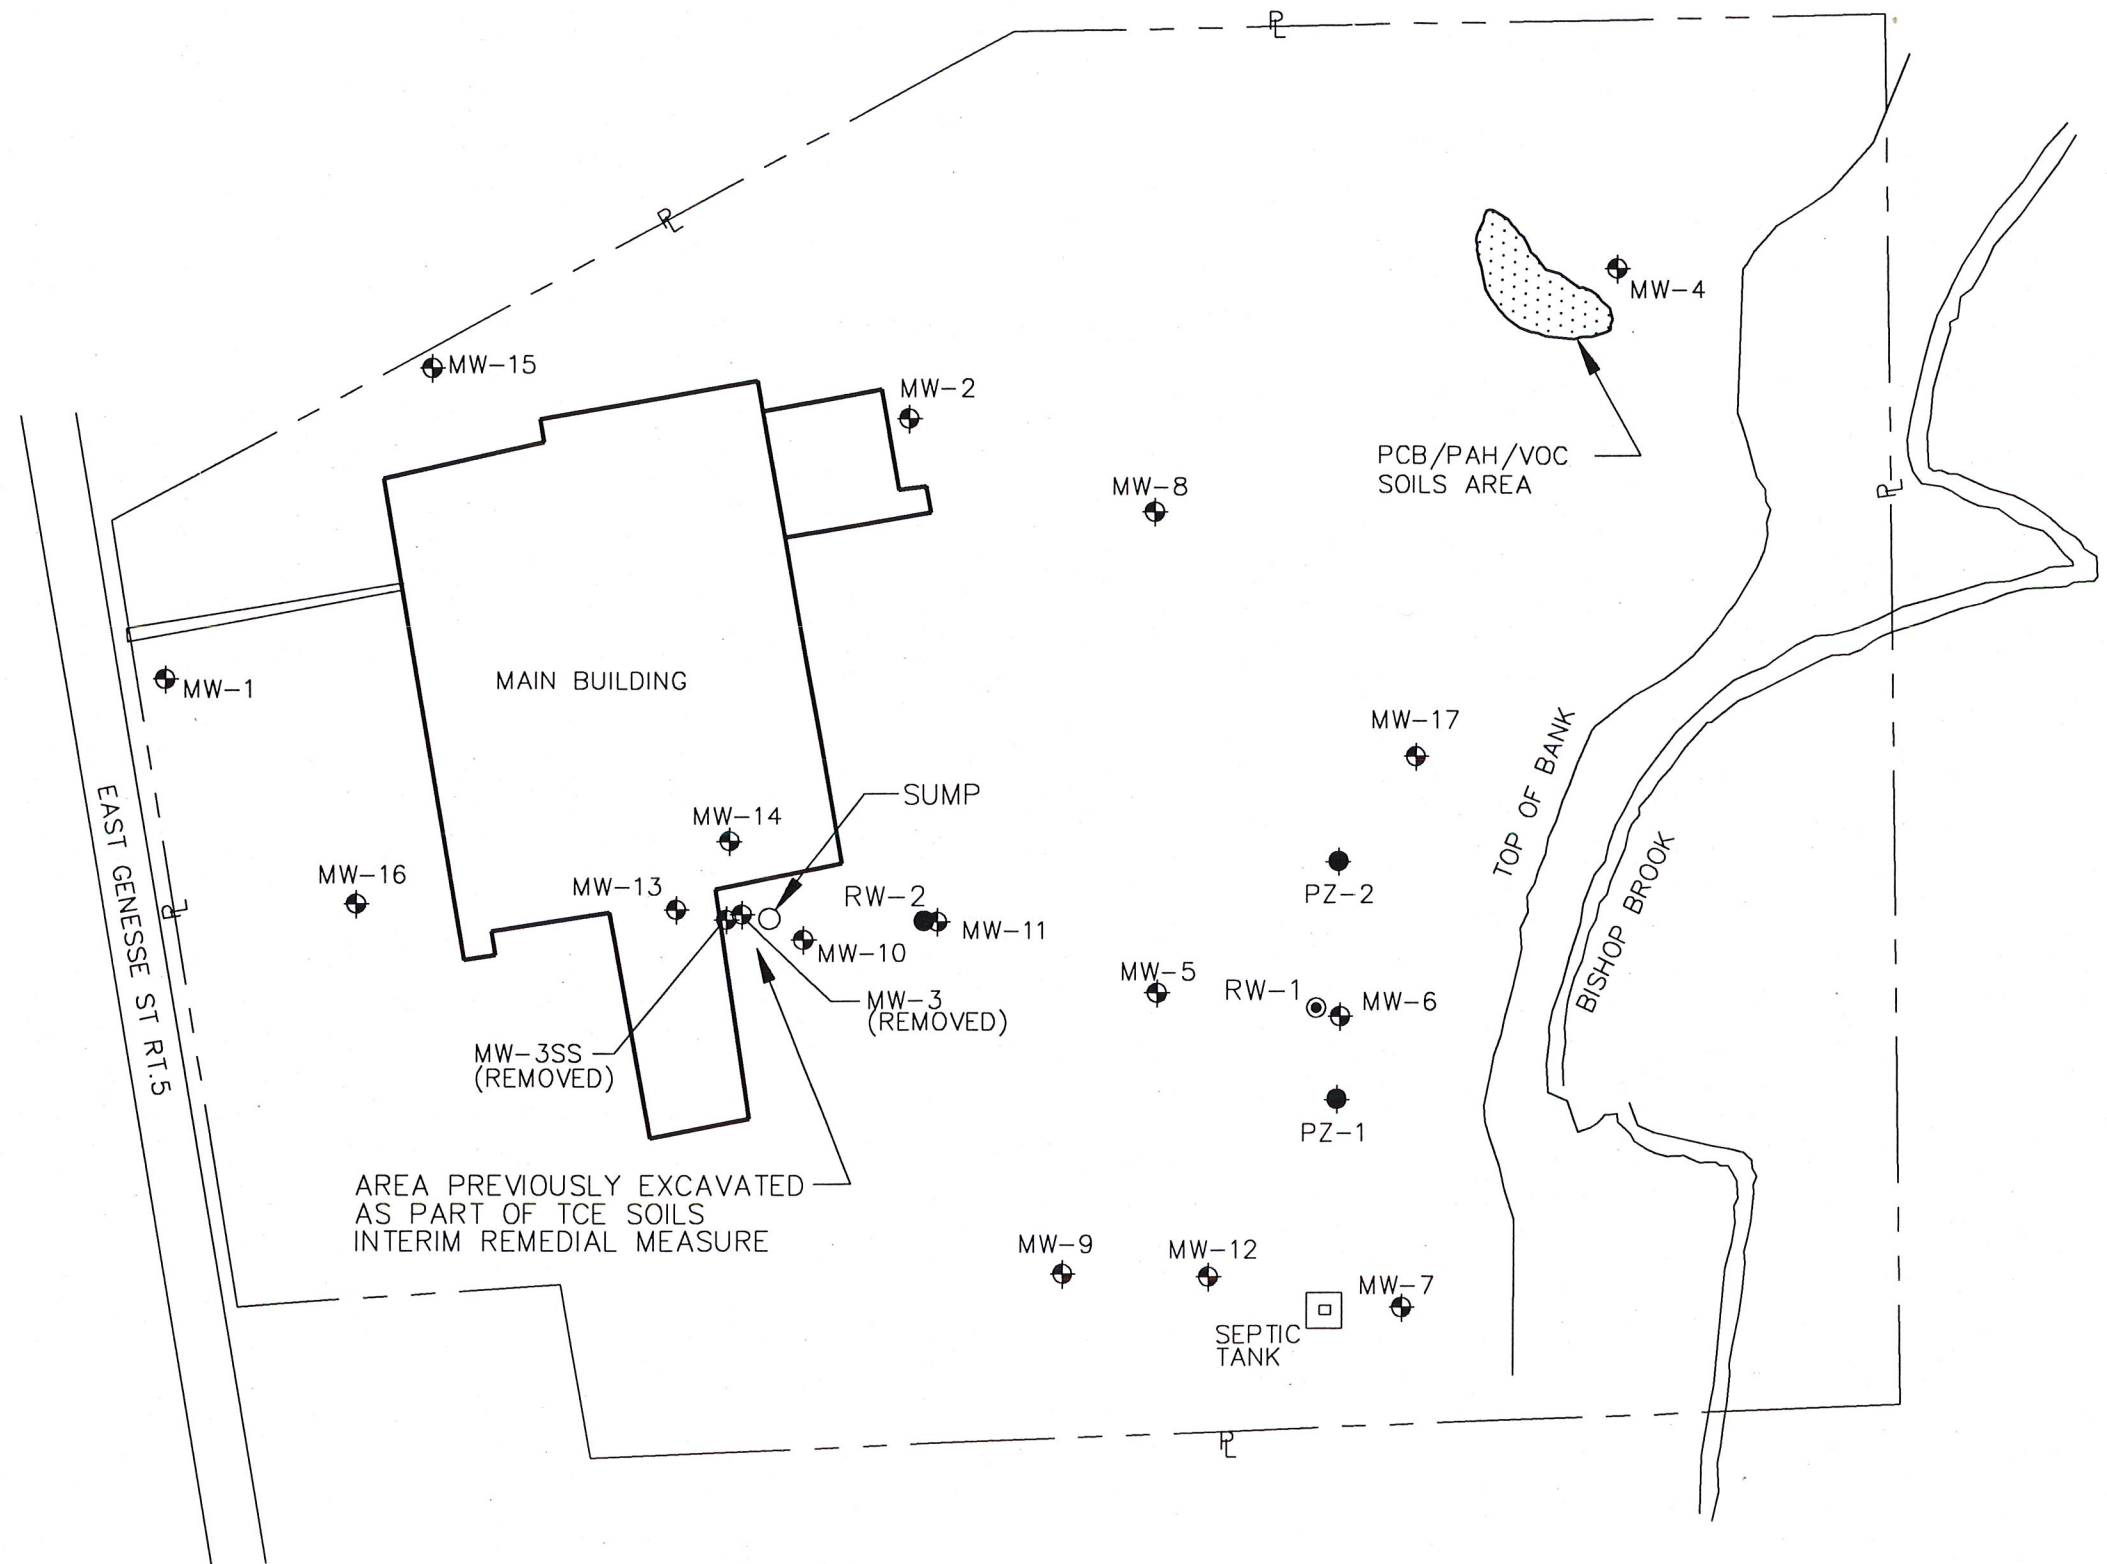 PL
PL
MW-4
MW-15
MW-2
PCB/PAH/VOC
SOILS AREA
MW-8
PL
MAIN BUILDING
MW-1
MW-17
TOP OF BANK
SUMP
MW-14
EAST GENESSE ST RT.5
MW-16
MW-13
RW-2
PZ-2
BISHOP BROOK
PL
MW-11
MW-10
MW-5
RW-1
MW-6
MW-3
(REMOVED)
MW-3SS
(REMOVED)
PZ-1
AREA PREVIOUSLY EXCAVATED
AS PART OF TCE SOILS
INTERIM REMEDIAL MEASURE
MW-9
MW-12
MW-7
SEPTIC
TANK
PL